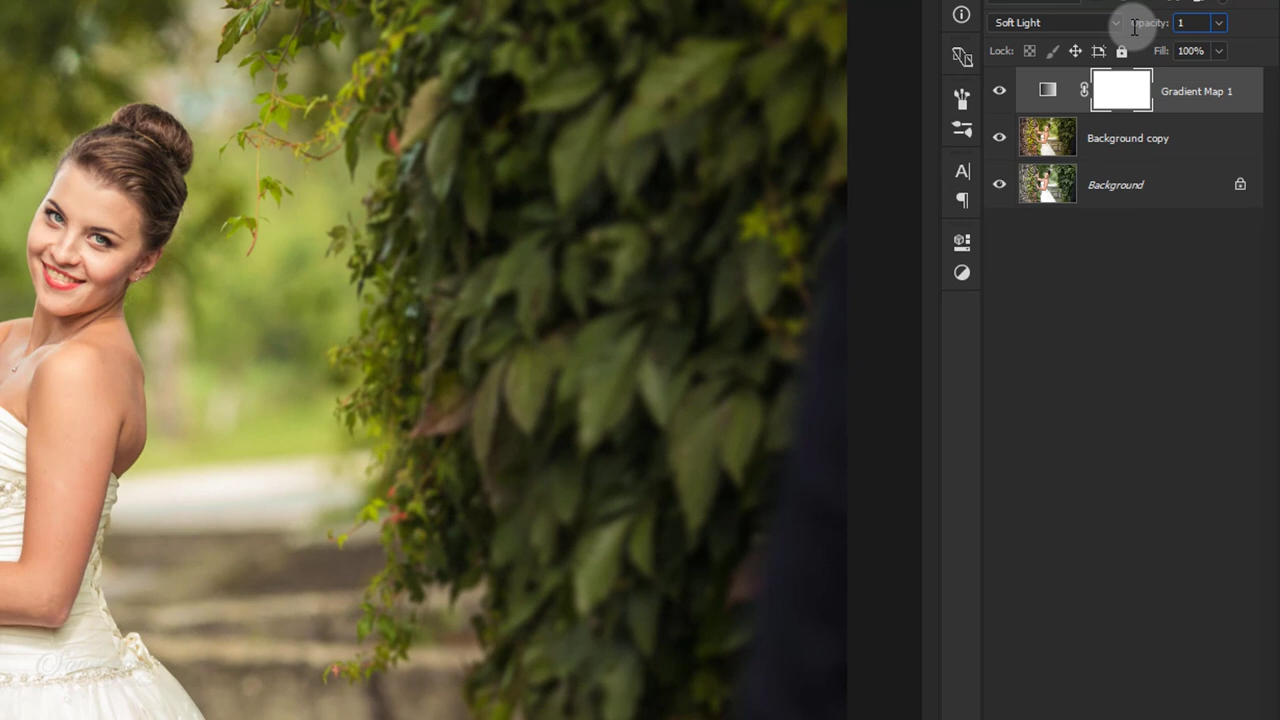 Soft Light Opacity: 1
Lock: Fill: 100%
Gradient Map 1
Background copy
Background